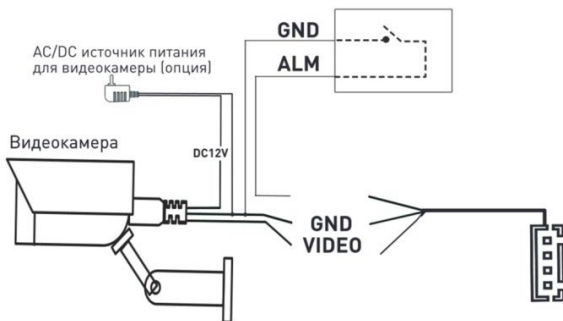 GND
AC/DC источник питания
для видеокамеры (опция)
ALM
Видеокамера
DC12V
GND
VIDEO